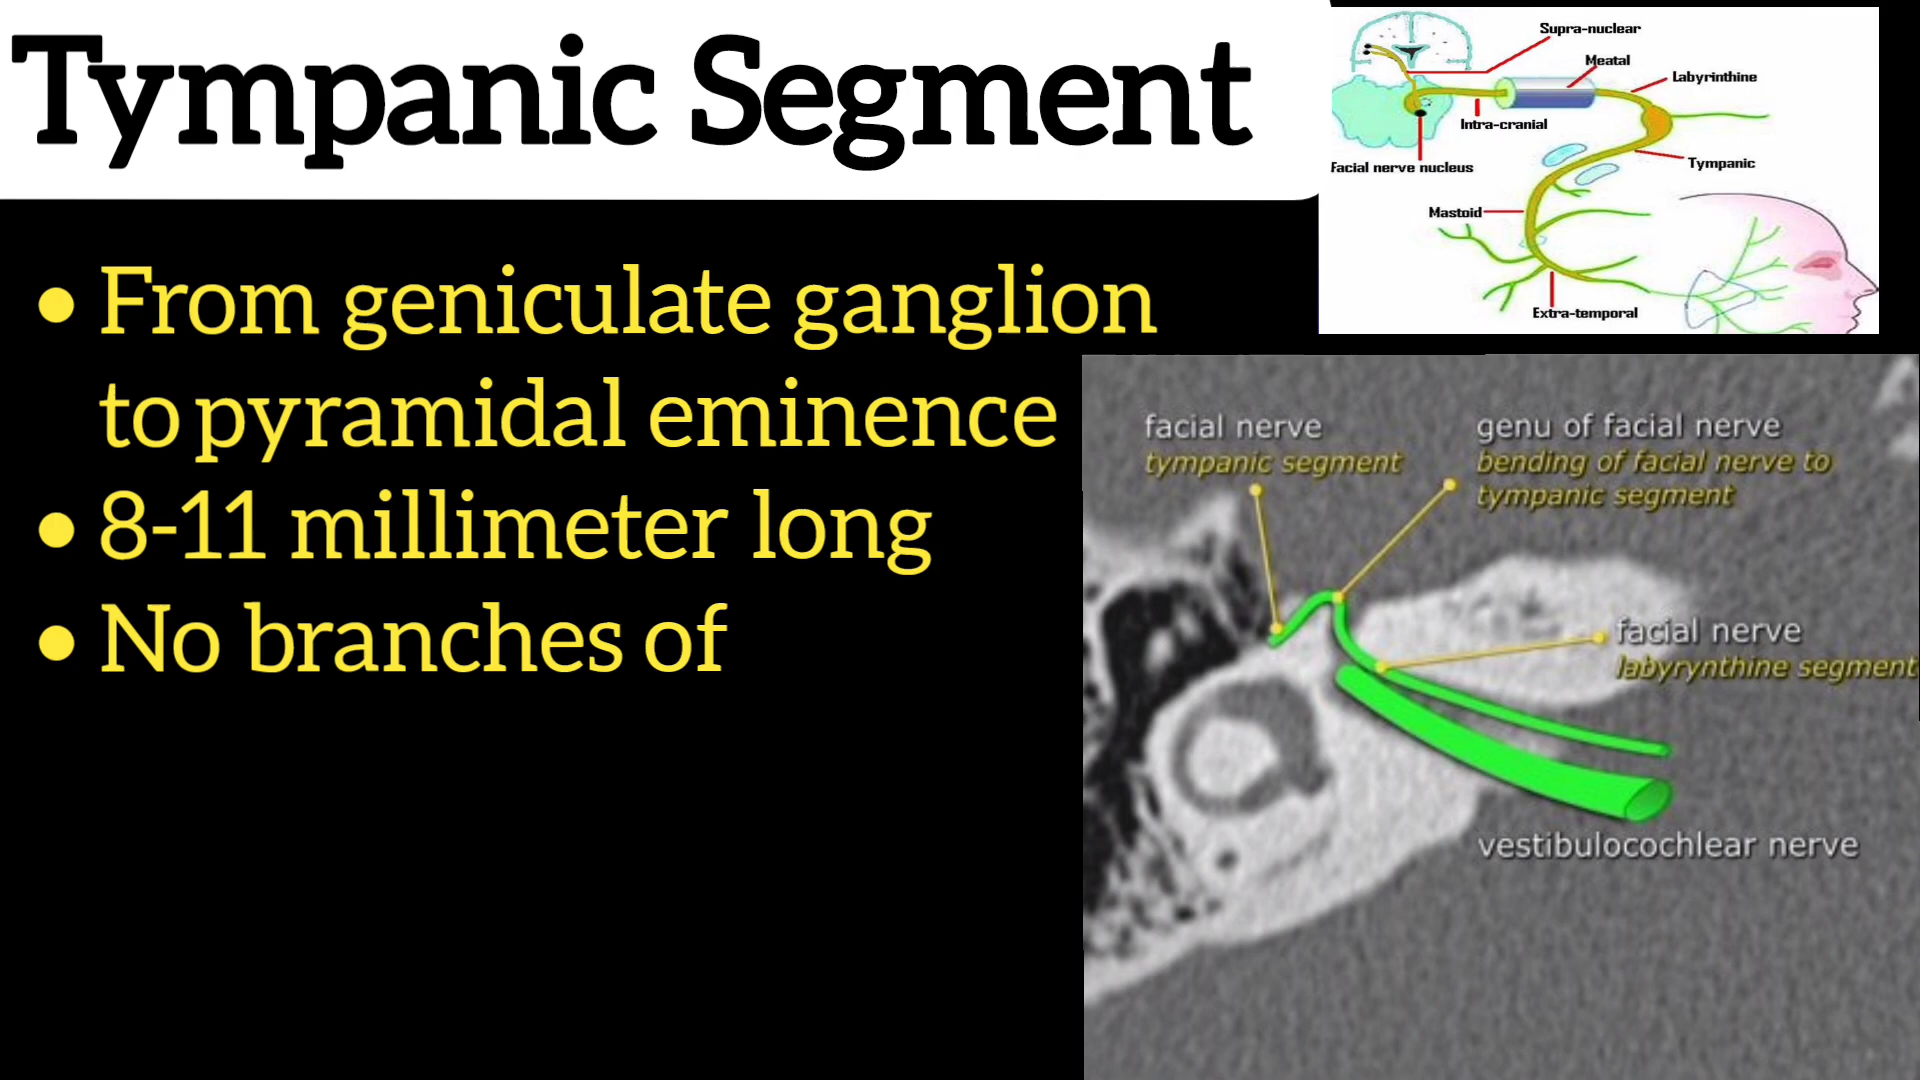 Tympanic Segment
• From geniculate ganglion
to pyramidal eminence
• 8-11 millimeter long
• No branches of
Supra-nuclear
Meatal
Labyrinthine
Intra-cranial
Facial nerve nucleus
Tympanic
Mastoid
Extra-temporal
facial nerve
tympanic segment
genu of facial nerve
bending of facial nerve to
tympanic segment
facial nerve
labyrynthine segment
vestibulocochlear nerve